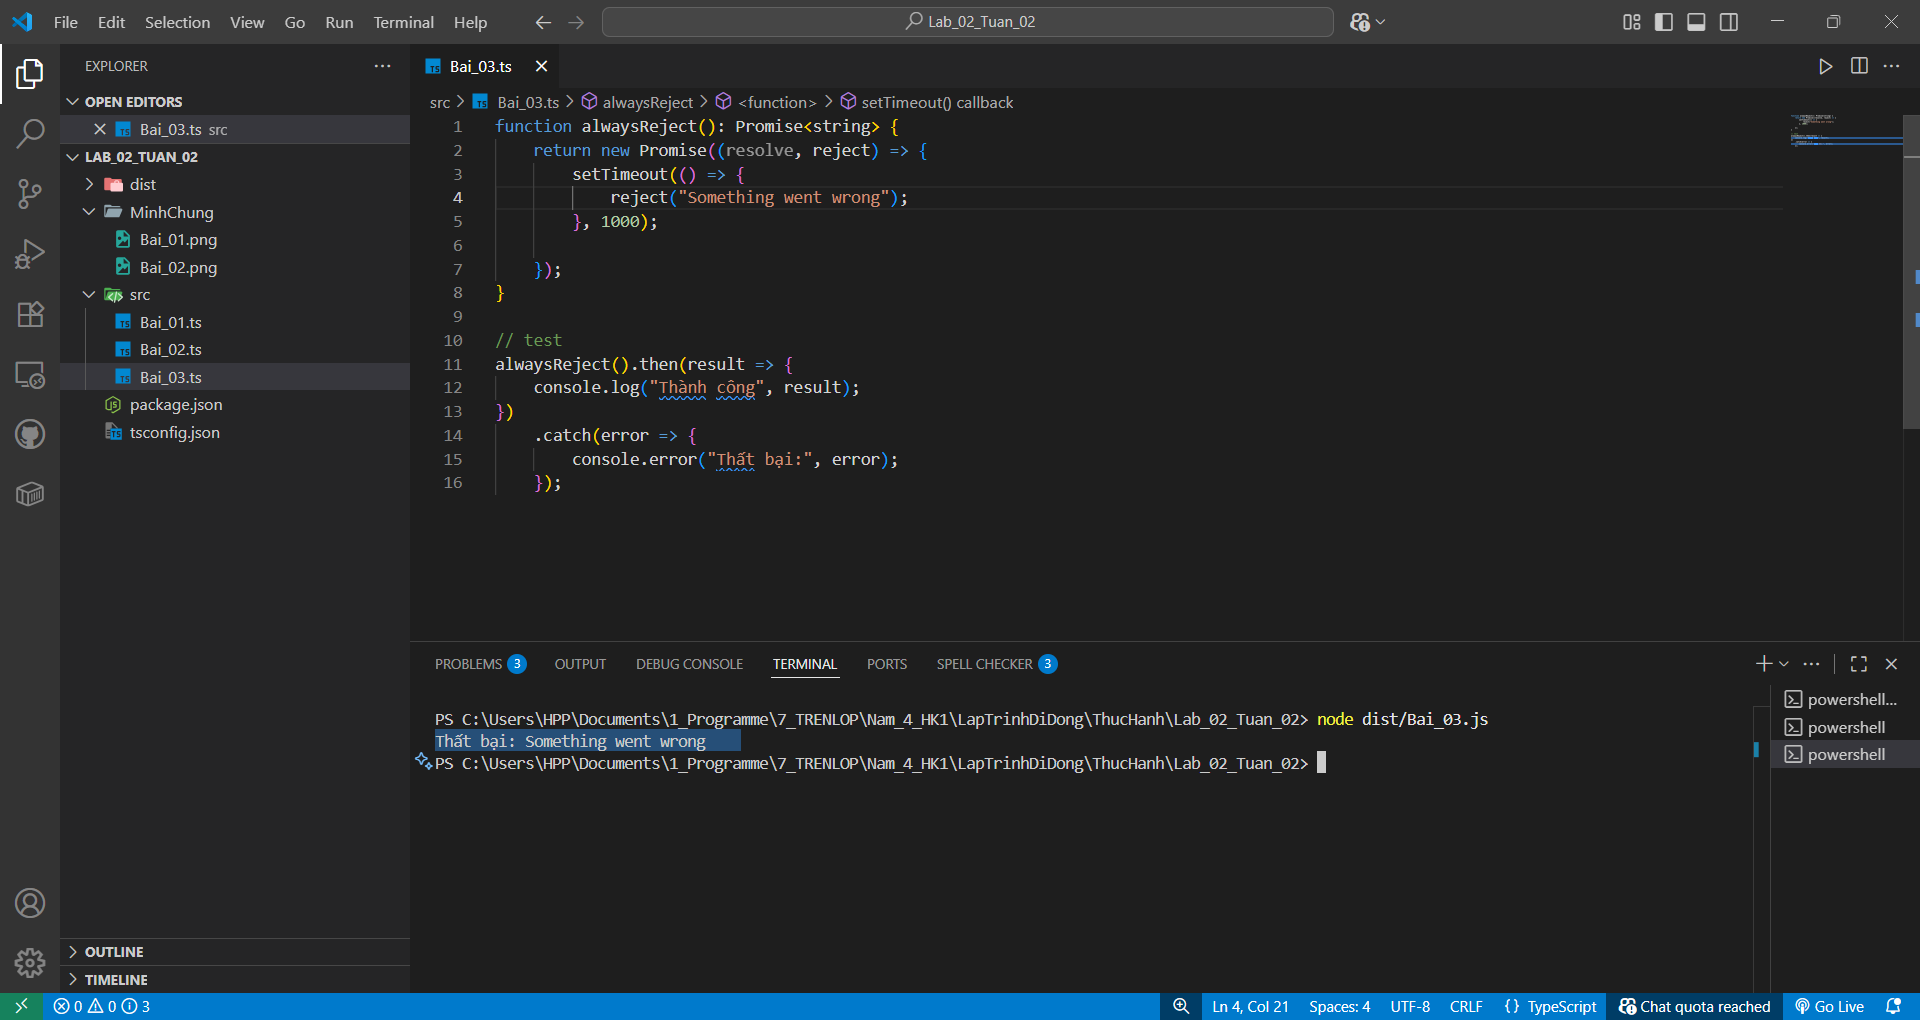 File Edit Selection View Go Run Terminal Help
Lab_02_Tuan_02
EXPLORER
OPEN EDITORS
Bai_03.ts src
LAB_02_TUAN_02
dist
MinhChung
Bai_01.png
Bai_02.png
src
Bai_01.ts
Bai_02.ts
Bai_03.ts
package.json
tsconfig.json
OUTLINE
TIMELINE
Bai_03.ts
src > Bai_03.ts > alwaysReject > <function> > setTimeout() callback
1 function alwaysReject(): Promise<string> {
2 return new Promise((resolve, reject) => {
3 setTimeout(() => {
4 reject("Something went wrong");
5 }, 1000);
6
7 });
8 }
9
10 // test
11 alwaysReject().then(result => {
12 console.log("Thành công", result);
13 })
14 .catch(error => {
15 console.error("Thất bại:", error);
16 });
PROBLEMS 3 OUTPUT DEBUG CONSOLE TERMINAL PORTS SPELL CHECKER 3
PS C:\Users\HPP\Documents\1_Programme\7_TRENLOP\Nam_4_HK1\LapTrinhDiDong\ThucHanh\Lab_02_Tuan_02> node dist/Bai_03.js
Thất bại: Something went wrong
PS C:\Users\HPP\Documents\1_Programme\7_TRENLOP\Nam_4_HK1\LapTrinhDiDong\ThucHanh\Lab_02_Tuan_02>
powershell...
powershell
powershell
0 0 3
Ln 4, Col 21 Spaces: 4 UTF-8 CRLF {} TypeScript Chat quota reached Go Live